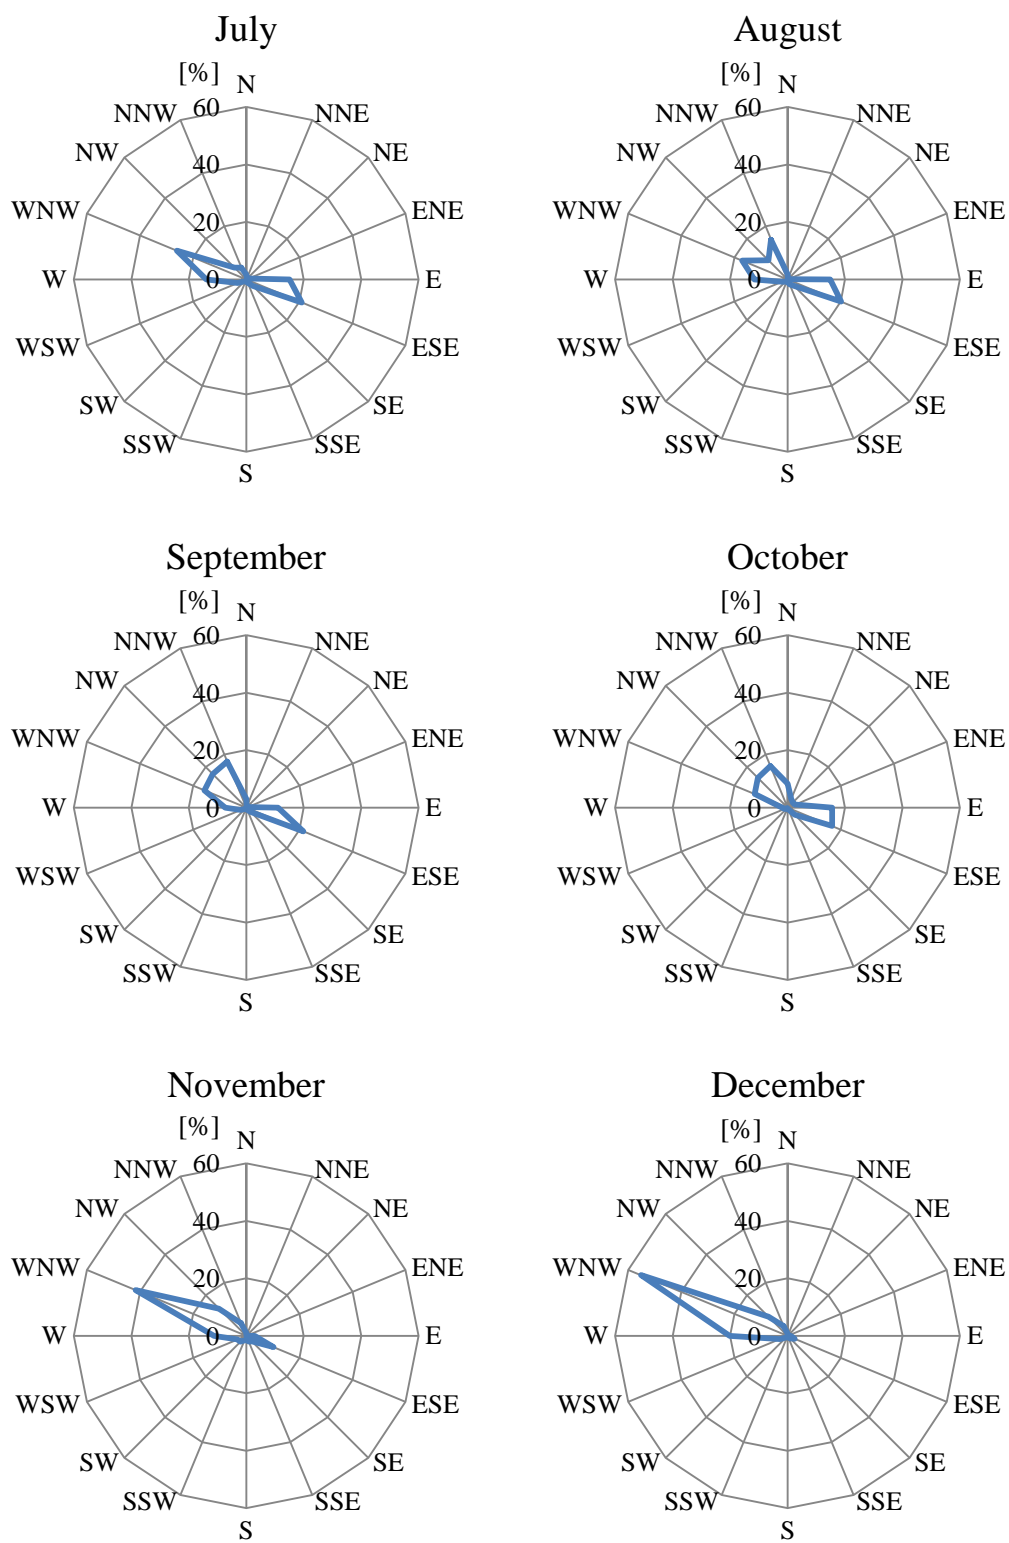 July
[%]
N
60
NNW
NNE
NW
NE
40
WNW
ENE
20
W
0
E
WSW
ESE
SW
SE
SSW
SSE
S
August
[%]
N
60
NNW
NNE
NW
NE
40
WNW
ENE
20
W
0
E
WSW
ESE
SW
SE
SSW
SSE
S
September
[%]
N
60
NNW
NNE
NW
NE
40
WNW
ENE
20
W
0
E
WSW
ESE
SW
SE
SSW
SSE
S
October
[%]
N
60
NNW
NNE
NW
NE
40
WNW
ENE
20
W
0
E
WSW
ESE
SW
SE
SSW
SSE
S
November
[%]
N
60
NNW
NNE
NW
NE
40
WNW
ENE
20
W
0
E
WSW
ESE
SW
SE
SSW
SSE
S
December
[%]
N
60
NNW
NNE
NW
NE
40
WNW
ENE
20
W
0
E
WSW
ESE
SW
SE
SSW
SSE
S